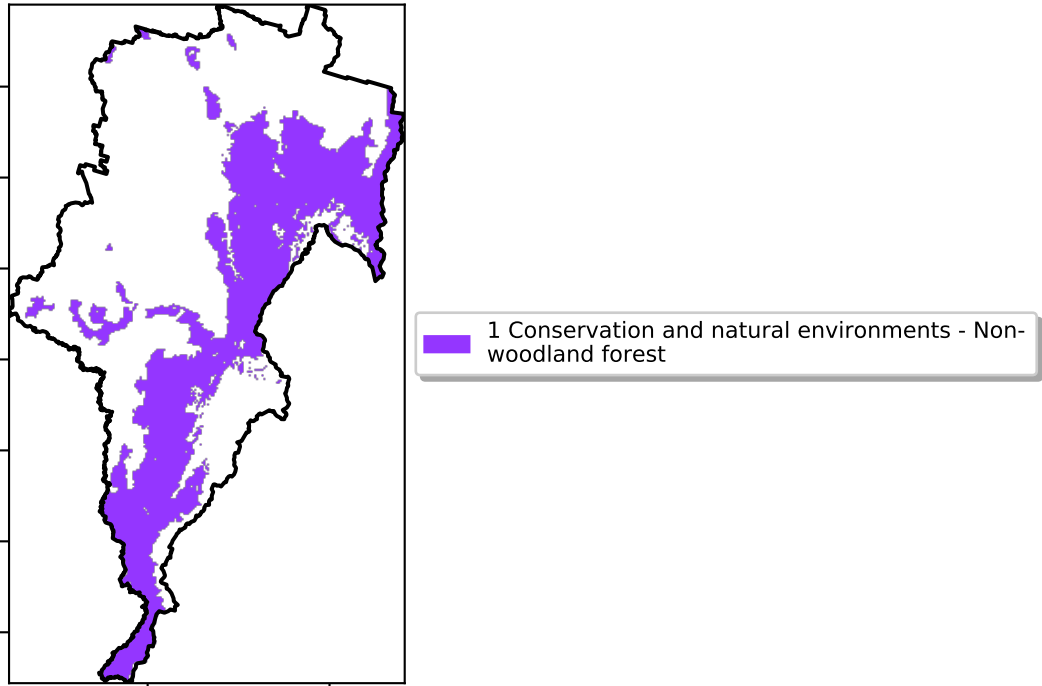 1 Conservation and natural environments - Non-
woodland forest